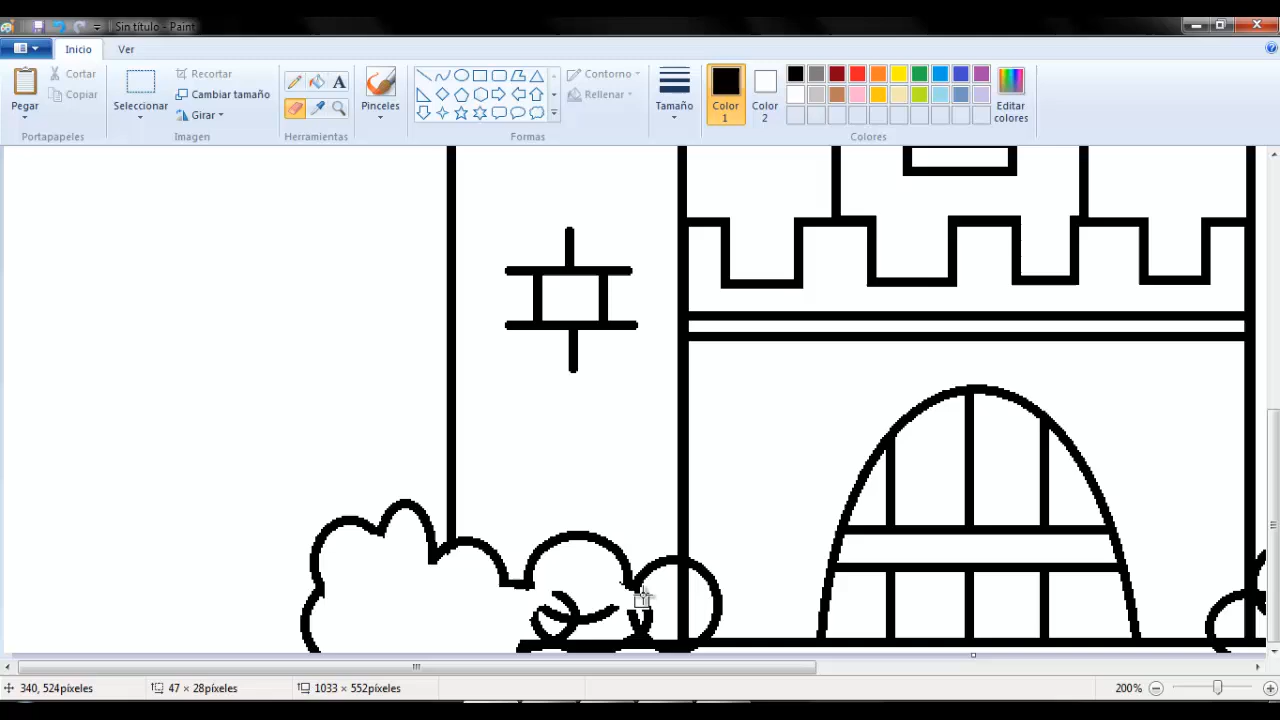 Sin título - Paint
Inicio Ver
Pegar
Cortar
Copiar
Portapapeles
Seleccionar
Recortar
Cambiar tamaño
Girar
Imagen
A
Herramientas
Pinceles
Contorno
Rellenar
Formas
Tamaño
Color 1
Color 2
Editar colores
Colores
340, 524píxeles
47 × 28píxeles
1033 × 552píxeles
200%